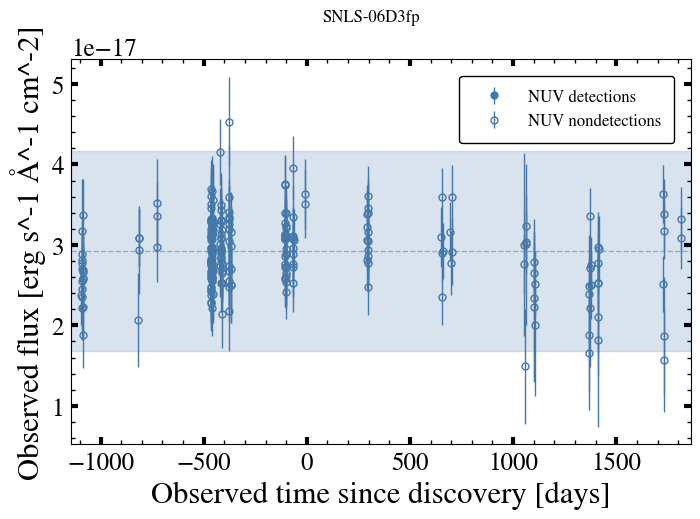 SNLS-06D3fp
1e−17
NUV detections
NUV nondetections
5
4
3
2
1
Observed flux [erg s^-1 Å^-1 cm^-2]
−1000 −500 0 500 1000 1500
Observed time since discovery [days]